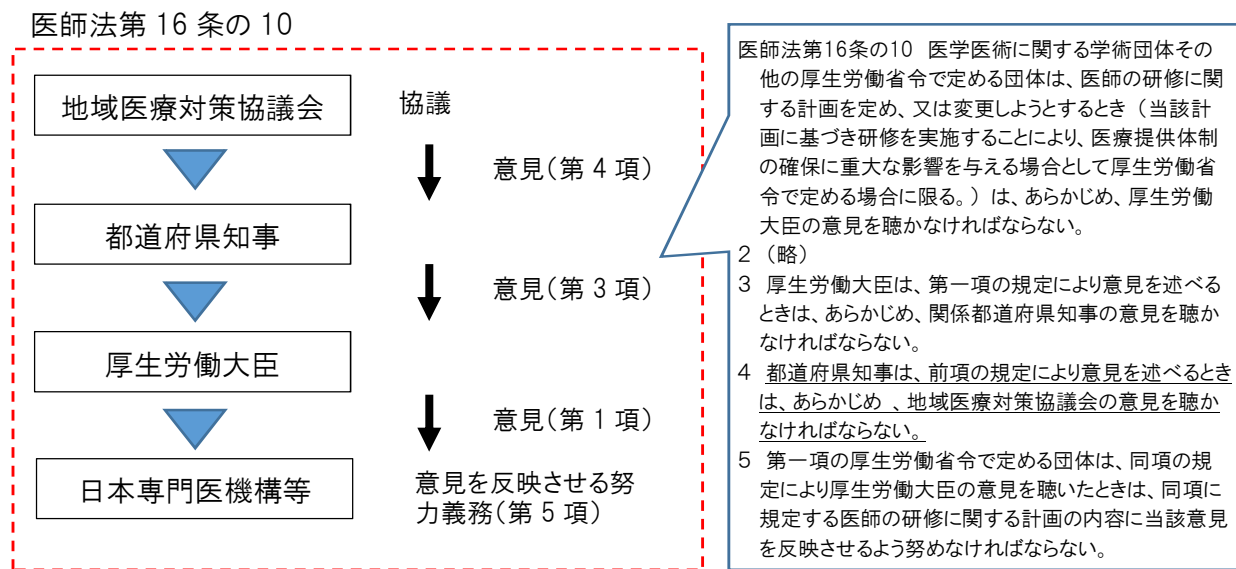 医師法第 16 条の 10
地域医療対策協議会
協議
意見(第 4 項)
都道府県知事
意見(第 3 項)
厚生労働大臣
意見(第 1 項)
日本専門医機構等
意見を反映させる努
力義務(第 5 項)
医師法第16条の10 医学医術に関する学術団体その
他の厚生労働省令で定める団体は、医師の研修に関
する計画を定め、又は変更しようとするとき（当該計
画に基づき研修を実施することにより、医療提供体制
の確保に重大な影響を与える場合として厚生労働省
令で定める場合に限る。）は、あらかじめ、厚生労働
大臣の意見を聴かなければならない。
2 （略）
3 厚生労働大臣は、第一項の規定により意見を述べる
ときは、あらかじめ、関係都道府県知事の意見を聴か
なければならない。
4 都道府県知事は、前項の規定により意見を述べるとき
は、あらかじめ 、地域医療対策協議会の意見を聴か
なければならない。
5 第一項の厚生労働省令で定める団体は、同項の規
定により厚生労働大臣の意見を聴いたときは、同項に
規定する医師の研修に関する計画の内容に当該意見
を反映させるよう努めなければならない。